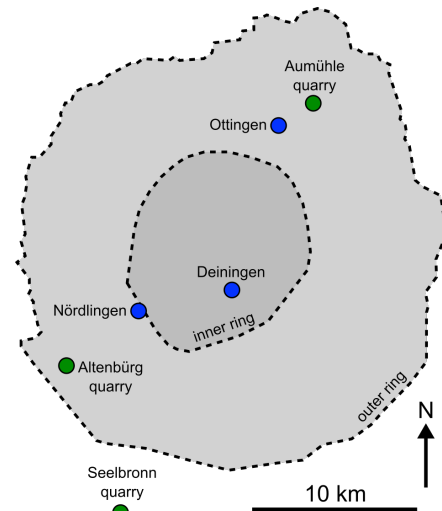 Aumühle
quarry
Ottingen
Deiningen
Nördlingen
inner ring
Altenbürg
quarry
outer ring
N
Seelbronn
quarry
10 km